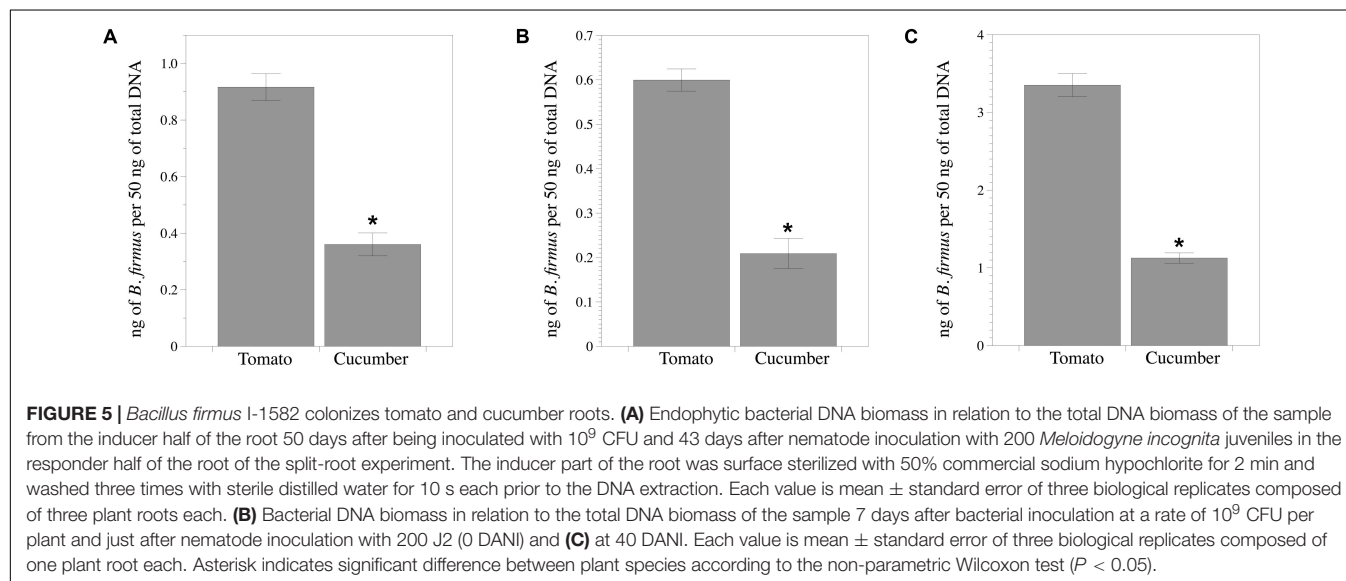 A
B
C
ng of B. firmus per 50 ng of total DNA
1.0
0.8
0.6
0.4
0.2
0
*
Tomato
Cucumber
ng of B. firmus per 50 ng of total DNA
0.7
0.6
0.5
0.4
0.3
0.2
0.1
0
*
Tomato
Cucumber
ng of B. firmus per 50 ng of total DNA
4
3
2
1
0
*
Tomato
Cucumber
FIGURE 5 | Bacillus firmus I-1582 colonizes tomato and cucumber roots. (A) Endophytic bacterial DNA biomass in relation to the total DNA biomass of the sample
from the inducer half of the root 50 days after being inoculated with 10⁹ CFU and 43 days after nematode inoculation with 200 Meloidogyne incognita juveniles in the
responder half of the root of the split-root experiment. The inducer part of the root was surface sterilized with 50% commercial sodium hypochlorite for 2 min and
washed three times with sterile distilled water for 10 s each prior to the DNA extraction. Each value is mean ± standard error of three biological replicates composed
of three plant roots each. (B) Bacterial DNA biomass in relation to the total DNA biomass of the sample 7 days after bacterial inoculation at a rate of 10⁹ CFU per
plant and just after nematode inoculation with 200 J2 (0 DANI) and (C) at 40 DANI. Each value is mean ± standard error of three biological replicates composed of
one plant root each. Asterisk indicates significant difference between plant species according to the non-parametric Wilcoxon test (P < 0.05).